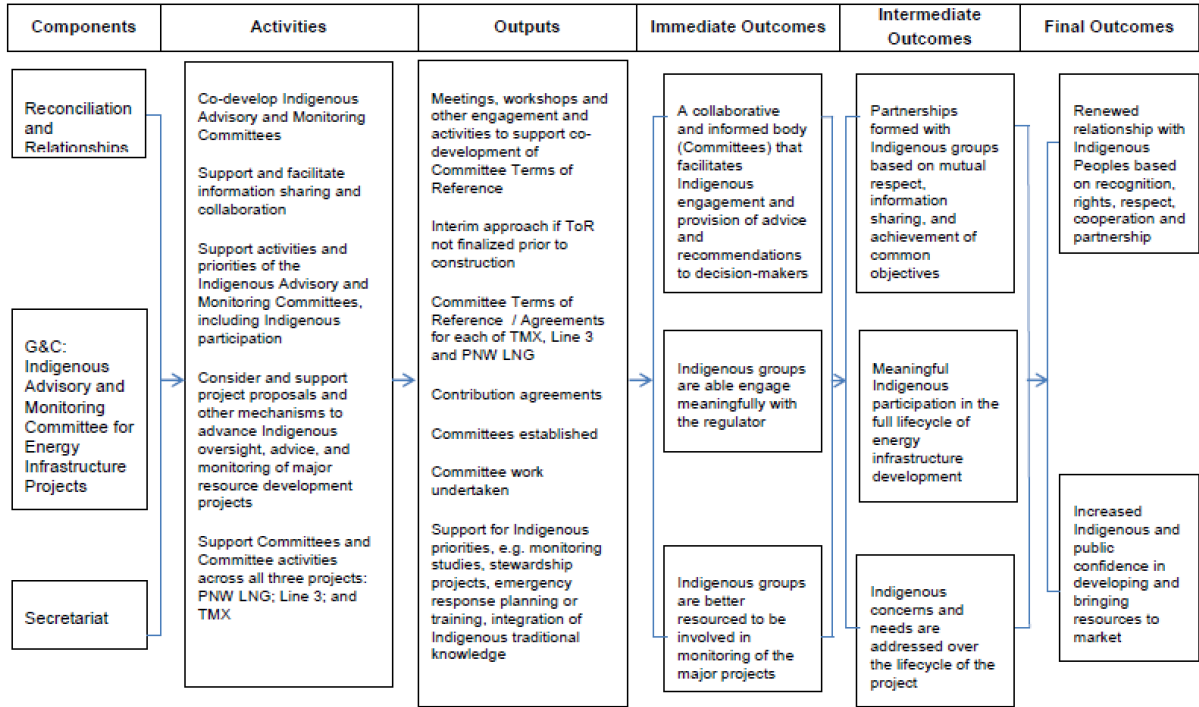 Components
Activities
Outputs
Immediate Outcomes
Intermediate
Outcomes
Final Outcomes
Reconciliation
and
Relationships
G&C:
Indigenous
Advisory and
Monitoring
Committee for
Energy
Infrastructure
Projects
Secretariat
Co-develop Indigenous
Advisory and Monitoring
Committees
Support and facilitate
information sharing and
collaboration
Support activities and
priorities of the
Indigenous Advisory and
Monitoring Committees,
including Indigenous
participation
Consider and support
project proposals and
other mechanisms to
advance Indigenous
oversight, advice, and
monitoring of major
resource development
projects
Support Committees and
Committee activities
across all three projects:
PNW LNG; Line 3; and
TMX
Meetings, workshops and
other engagement and
activities to support co-
development of
Committee Terms of
Reference
Interim approach if ToR
not finalized prior to
construction
Committee Terms of
Reference / Agreements
for each of TMX, Line 3
and PNW LNG
Contribution agreements
Committees established
Committee work
undertaken
Support for Indigenous
priorities, e.g. monitoring
studies, stewardship
projects, emergency
response planning or
training, integration of
Indigenous traditional
knowledge
A collaborative
and informed body
(Committees) that
facilitates
Indigenous
engagement and
provision of advice
and
recommendations
to decision-makers
Indigenous groups
are able engage
meaningfully with
the regulator
Indigenous groups
are better
resourced to be
involved in
monitoring of the
major projects
Partnerships
formed with
Indigenous groups
based on mutual
respect,
information
sharing, and
achievement of
common
objectives
Meaningful
Indigenous
participation in the
full lifecycle of
energy
infrastructure
development
Indigenous
concerns and
needs are
addressed over
the lifecycle of the
project
Renewed
relationship with
Indigenous
Peoples based
on recognition,
rights, respect,
cooperation and
partnership
Increased
Indigenous and
public
confidence in
developing and
bringing
resources to
market